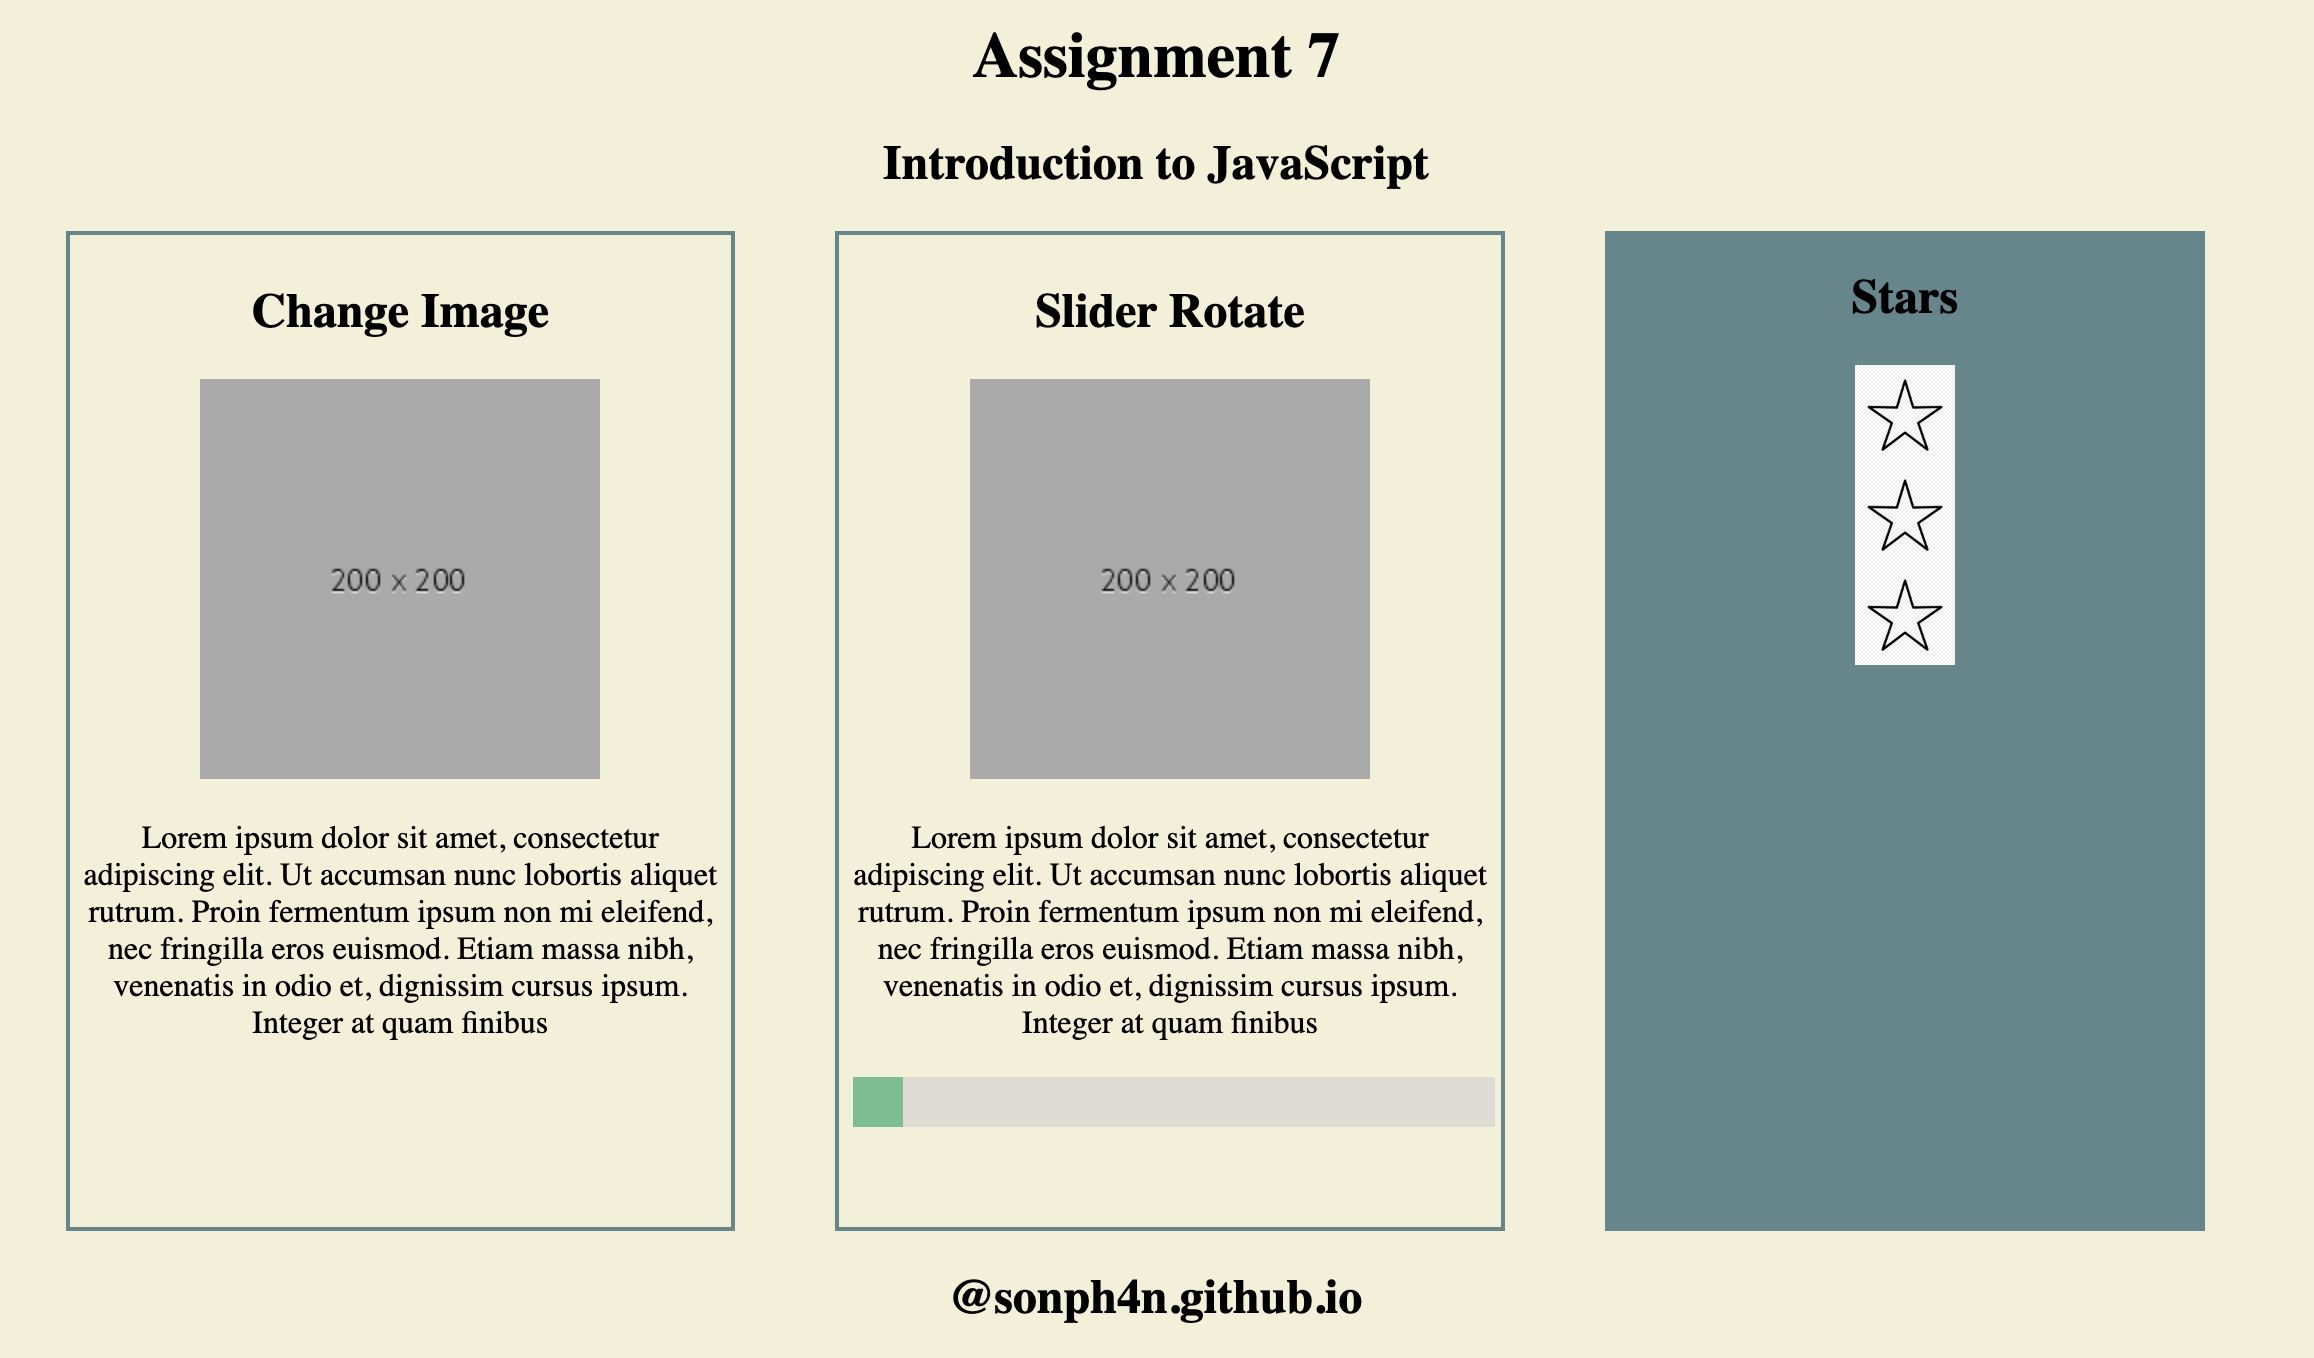 Assignment 7
Introduction to JavaScript
Change Image
200 x 200
Lorem ipsum dolor sit amet, consectetur
adipiscing elit. Ut accumsan nunc lobortis aliquet
rutrum. Proin fermentum ipsum non mi eleifend,
nec fringilla eros euismod. Etiam massa nibh,
venenatis in odio et, dignissim cursus ipsum.
Integer at quam finibus
Slider Rotate
200 x 200
Lorem ipsum dolor sit amet, consectetur
adipiscing elit. Ut accumsan nunc lobortis aliquet
rutrum. Proin fermentum ipsum non mi eleifend,
nec fringilla eros euismod. Etiam massa nibh,
venenatis in odio et, dignissim cursus ipsum.
Integer at quam finibus
Stars
@sonph4n.github.io